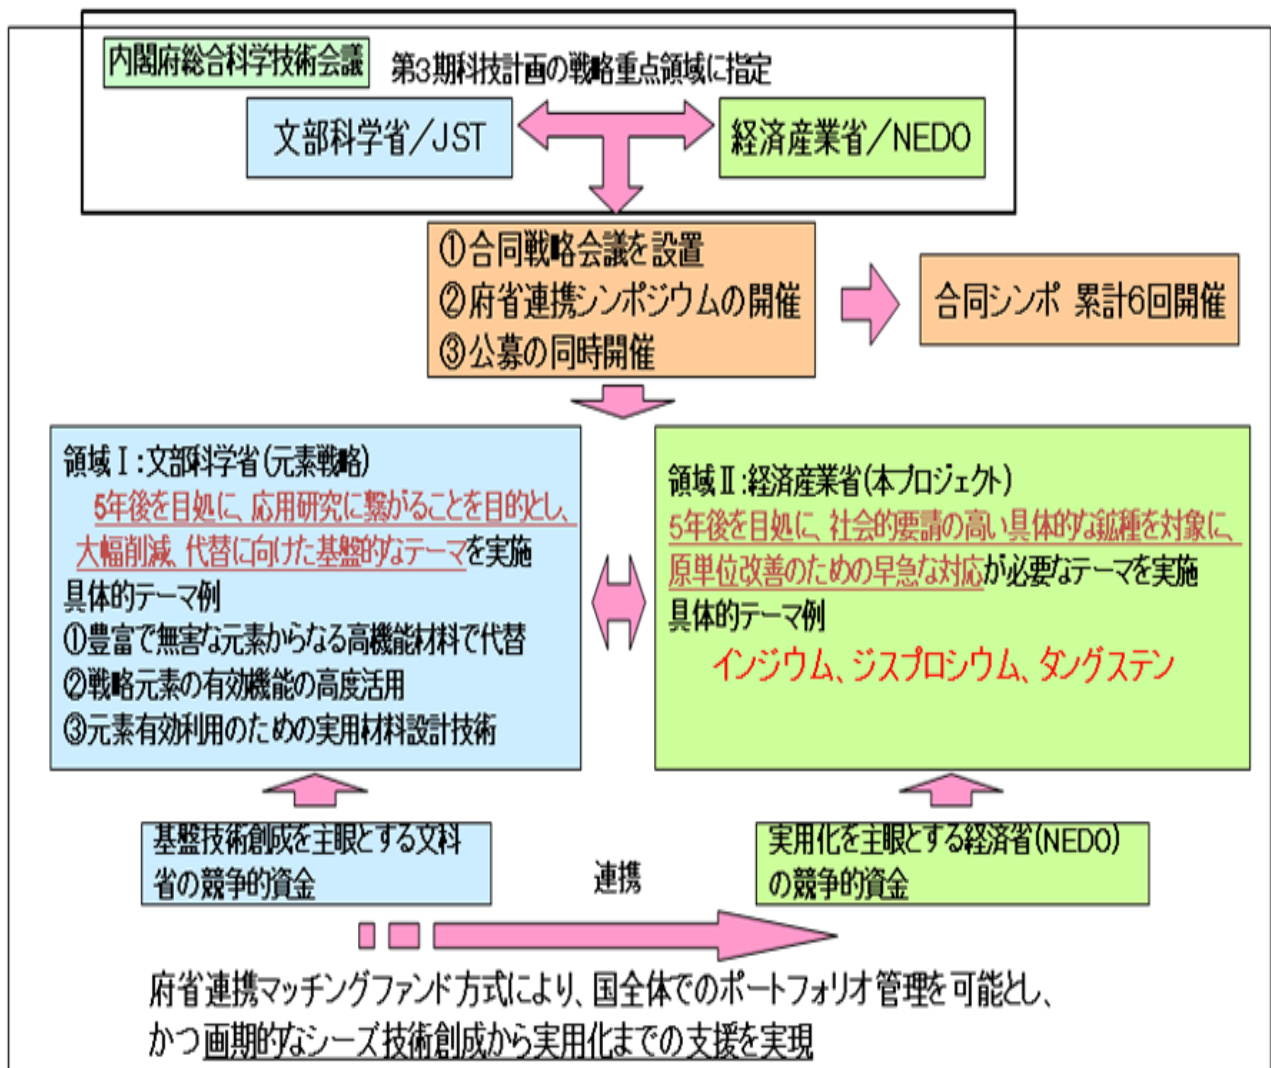 内閣府総合科学技術会議
第3期科技計画の戦略重点領域に指定
文部科学省/JST
経済産業省/NEDO
①合同戦略会議を設置
②府省連携シンポジウムの開催
③公募の同時開催
合同シンポ 累計6回開催
領域Ⅰ:文部科学省(元素戦略)
5年後を目処に、応用研究に繋がることを目的とし、
大幅削減、代替に向けた基盤的なテーマを実施
具体的テーマ例
①豊富で無害な元素からなる高機能材料で代替
②戦略元素の有効機能の高度活用
③元素有効利用のための実用材料設計技術
領域Ⅱ:経済産業省(本プロジェクト)
5年後を目処に、社会的要請の高い具体的な鉱種を対象に、
原単位改善のための早急な対応が必要なテーマを実施
具体的テーマ例
インジウム、ジスプロシウム、タングステン
基盤技術創成を主眼とする文科
省の競争的資金
連携
実用化を主眼とする経済省(NEDO)
の競争的資金
府省連携マッチングファンド方式により、国全体でのポートフォリオ管理を可能とし、
かつ画期的なシーズ技術創成から実用化までの支援を実現